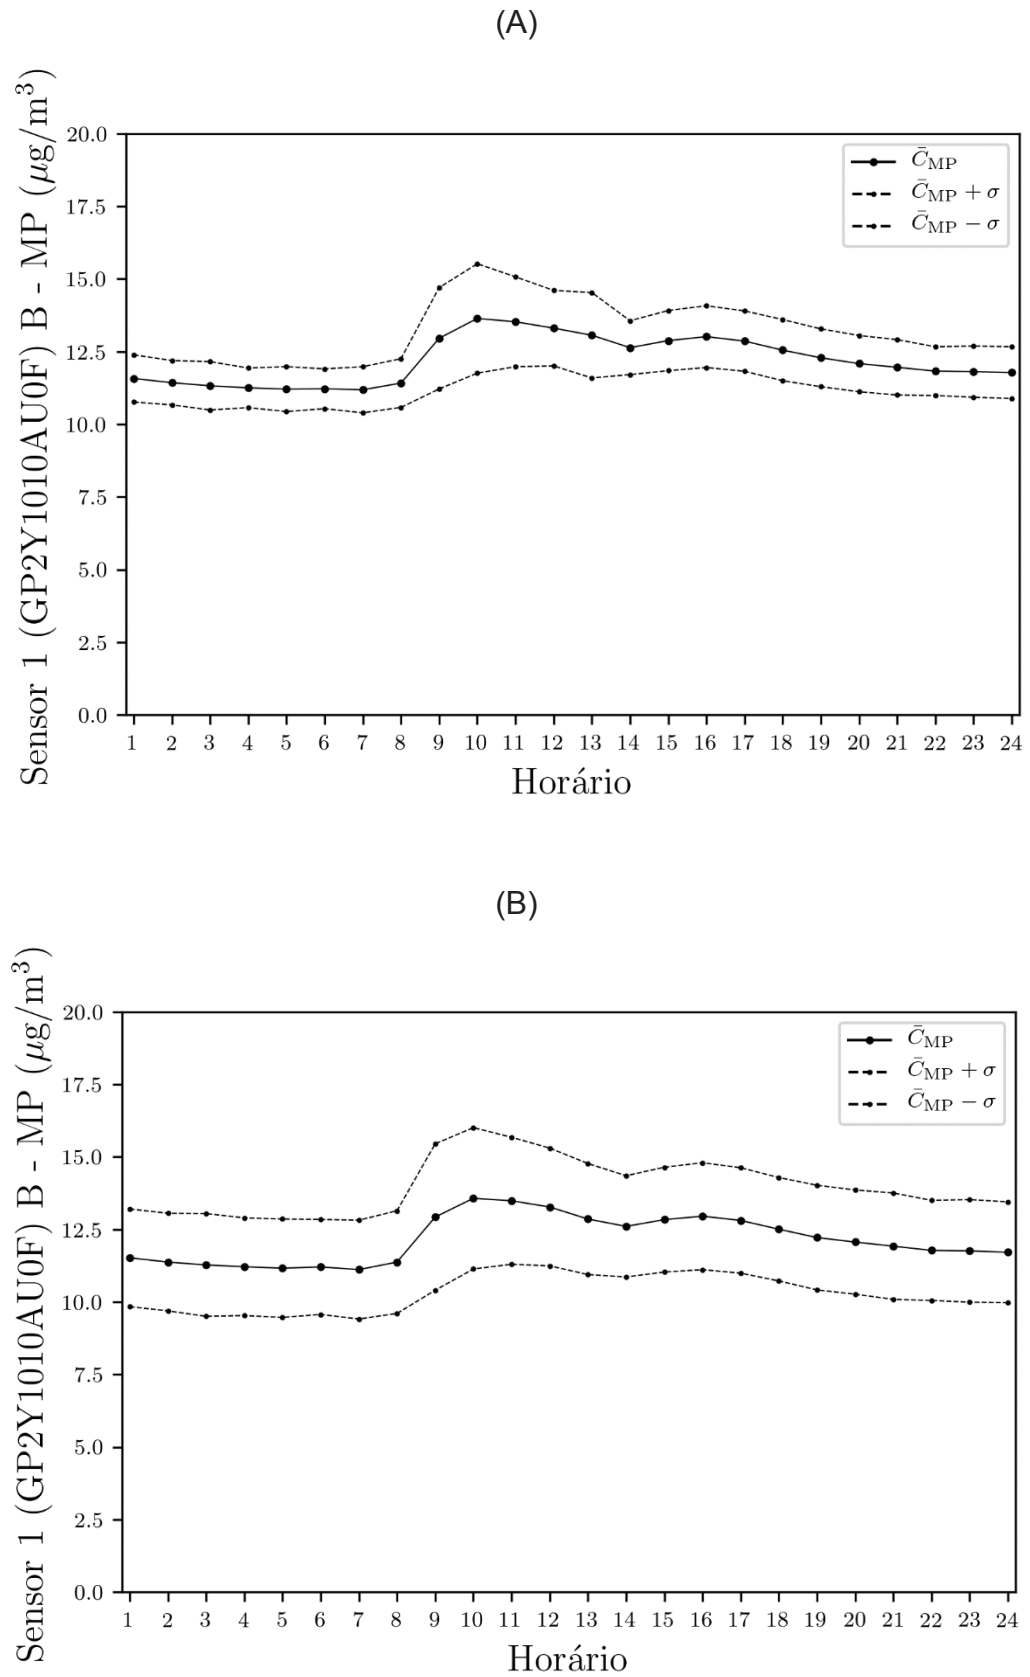 (A)
Sensor 1 (GP2Y1010AU0F) B - MP (μg/m³)
20.0
17.5
15.0
12.5
10.0
7.5
5.0
2.5
0.0
C̄MP
C̄MP + σ
C̄MP − σ
1 2 3 4 5 6 7 8 9 10 11 12 13 14 15 16 17 18 19 20 21 22 23 24
Horário
(B)
Sensor 1 (GP2Y1010AU0F) B - MP (μg/m³)
20.0
17.5
15.0
12.5
10.0
7.5
5.0
2.5
0.0
C̄MP
C̄MP + σ
C̄MP − σ
1 2 3 4 5 6 7 8 9 10 11 12 13 14 15 16 17 18 19 20 21 22 23 24
Horário